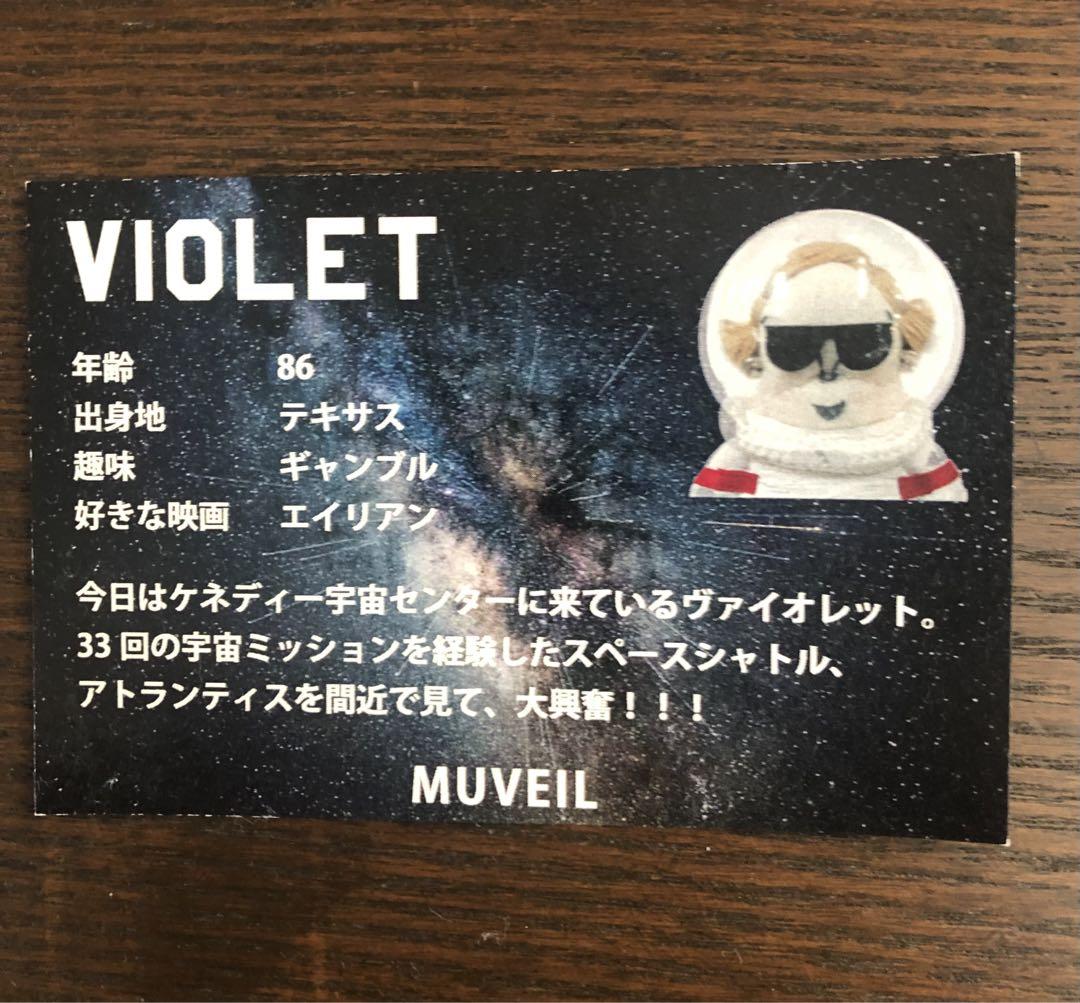 VIOLET
年齢 86
出身地 テキサス
趣味 ギャンブル
好きな映画 エイリアン
今日はケネディー宇宙センターに来ているヴァイオレット。
33回の宇宙ミッションを経験したスペースシャトル、
アトランティスを間近で見て、大興奮！！！
MUVEIL